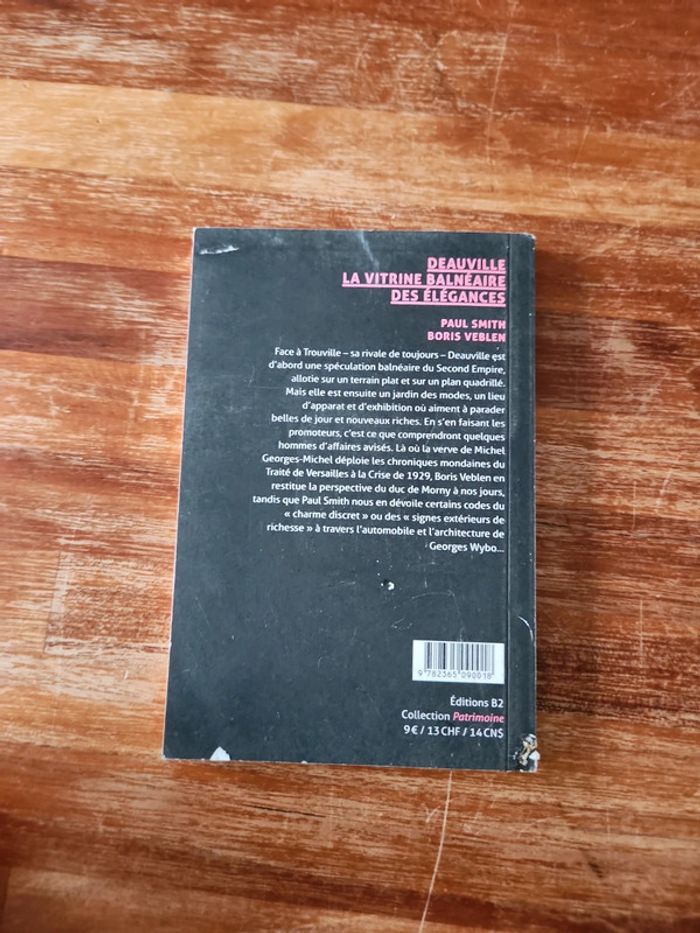 DEAUVILLE
LA VITRINE BALNÉAIRE
DES ÉLÉGANCES
PAUL SMITH
BORIS VEBLEN
Face à Trouville – sa rivale de toujours – Deauville est
d'abord une spéculation balnéaire du Second Empire,
allotie sur un terrain plat et sur un plan quadrillé.
Mais elle est ensuite un jardin des modes, un lieu
d'apparat et d'exhibition où aiment à parader
belles de jour et nouveaux riches. En s'en faisant les
promoteurs, c'est ce que comprendront quelques
hommes d'affaires avisés. Là où la verve de Michel
Georges-Michel déploie les chroniques mondaines du
Traité de Versailles à la Crise de 1929, Boris Veblen en
restitue la perspective du duc de Morny à nos jours,
tandis que Paul Smith nous en dévoile certains codes du
« charme discret » ou des « signes extérieurs de
richesse » à travers l'automobile et l'architecture de
Georges Wybo...
9 782365 090018
Éditions B2
Collection Patrimoine
9 € / 13 CHF / 14 CN$